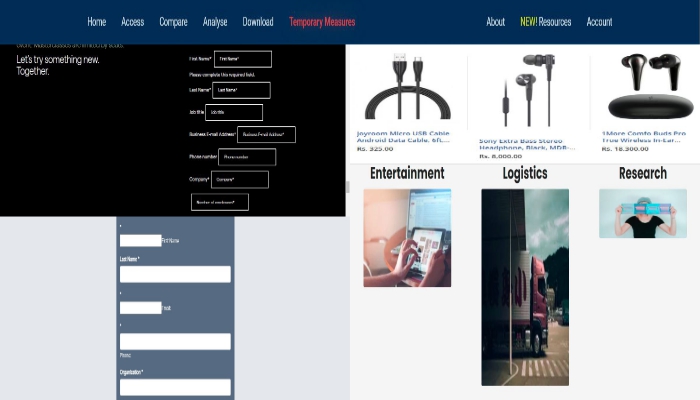 Home Access Compare Analyse Download Temporary Measures About NEW! Resources Account
Let's try something new.
Together.
First Name* First Name*
Please complete this required field.
Last Name* Last Name*
Job title Job title
Business E-mail Address* Business E-mail Address*
Phone number Phone number
Company* Company*
Number of employees*
*
First Name
Last Name *
*
Email
*
Phone
Organization *
Joyroom Micro USB Cable
Android Data Cable. 6ft,...
Rs. 325.00
Sony Extra Bass Stereo
Headphone, Black, MDR-...
Rs. 8,000.00
1More Comfo Buds Pro
True Wireless In-Ear...
Rs. 18,300.00
Entertainment
Logistics
Research